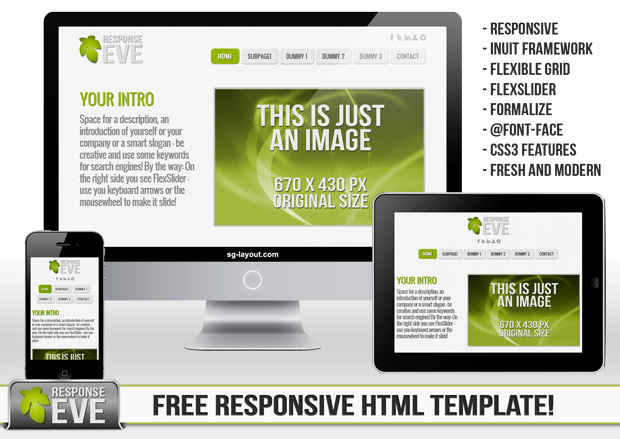 RESPONSE
EVE
HOME SUBPAGE1 DUMMY 1 DUMMY 2 DUMMY 3 CONTACT
YOUR INTRO
Space for a description, an
introduction of yourself or your
company or a smart slogan - be
creative and use some keywords
for search engines! By the way: On
the right side you see FlexSlider -
use you keyboard arrows or the
mousewheel to make it slide!
THIS IS JUST
AN IMAGE
670 X 430 PX
ORIGINAL SIZE
sg-layout.com
- RESPONSIVE
- INUIT FRAMEWORK
- FLEXIBLE GRID
- FLEXSLIDER
- FORMALIZE
- @FONT-FACE
- CSS3 FEATURES
- FRESH AND MODERN
RESPONSE
EVE
HOME SUBPAGE1 DUMMY 1
DUMMY 2 DUMMY 3 CONTACT
YOUR INTRO
Space for a description, an introduction of yourself
or your company or a smart slogan - be creative
and use some keywords for search engines! By the
way: On the right side you see FlexSlider - use you
keyboard arrows or the mousewheel to make it
slide!
THIS IS JUST
RESPONSE
EVE
HOME SUBPAGE1 DUMMY 1 DUMMY 2 DUMMY 3 CONTACT
YOUR INTRO
Space for a description, an
introduction of yourself or your
company or a smart slogan - be
creative and use some keywords
for search engines! By the way: On
the right side you see FlexSlider -
use you keyboard arrows or the
mousewheel to make it slide!
THIS IS JUST
AN IMAGE
670 X 430 PX
ORIGINAL SIZE
RESPONSE
EVE
FREE RESPONSIVE HTML TEMPLATE!